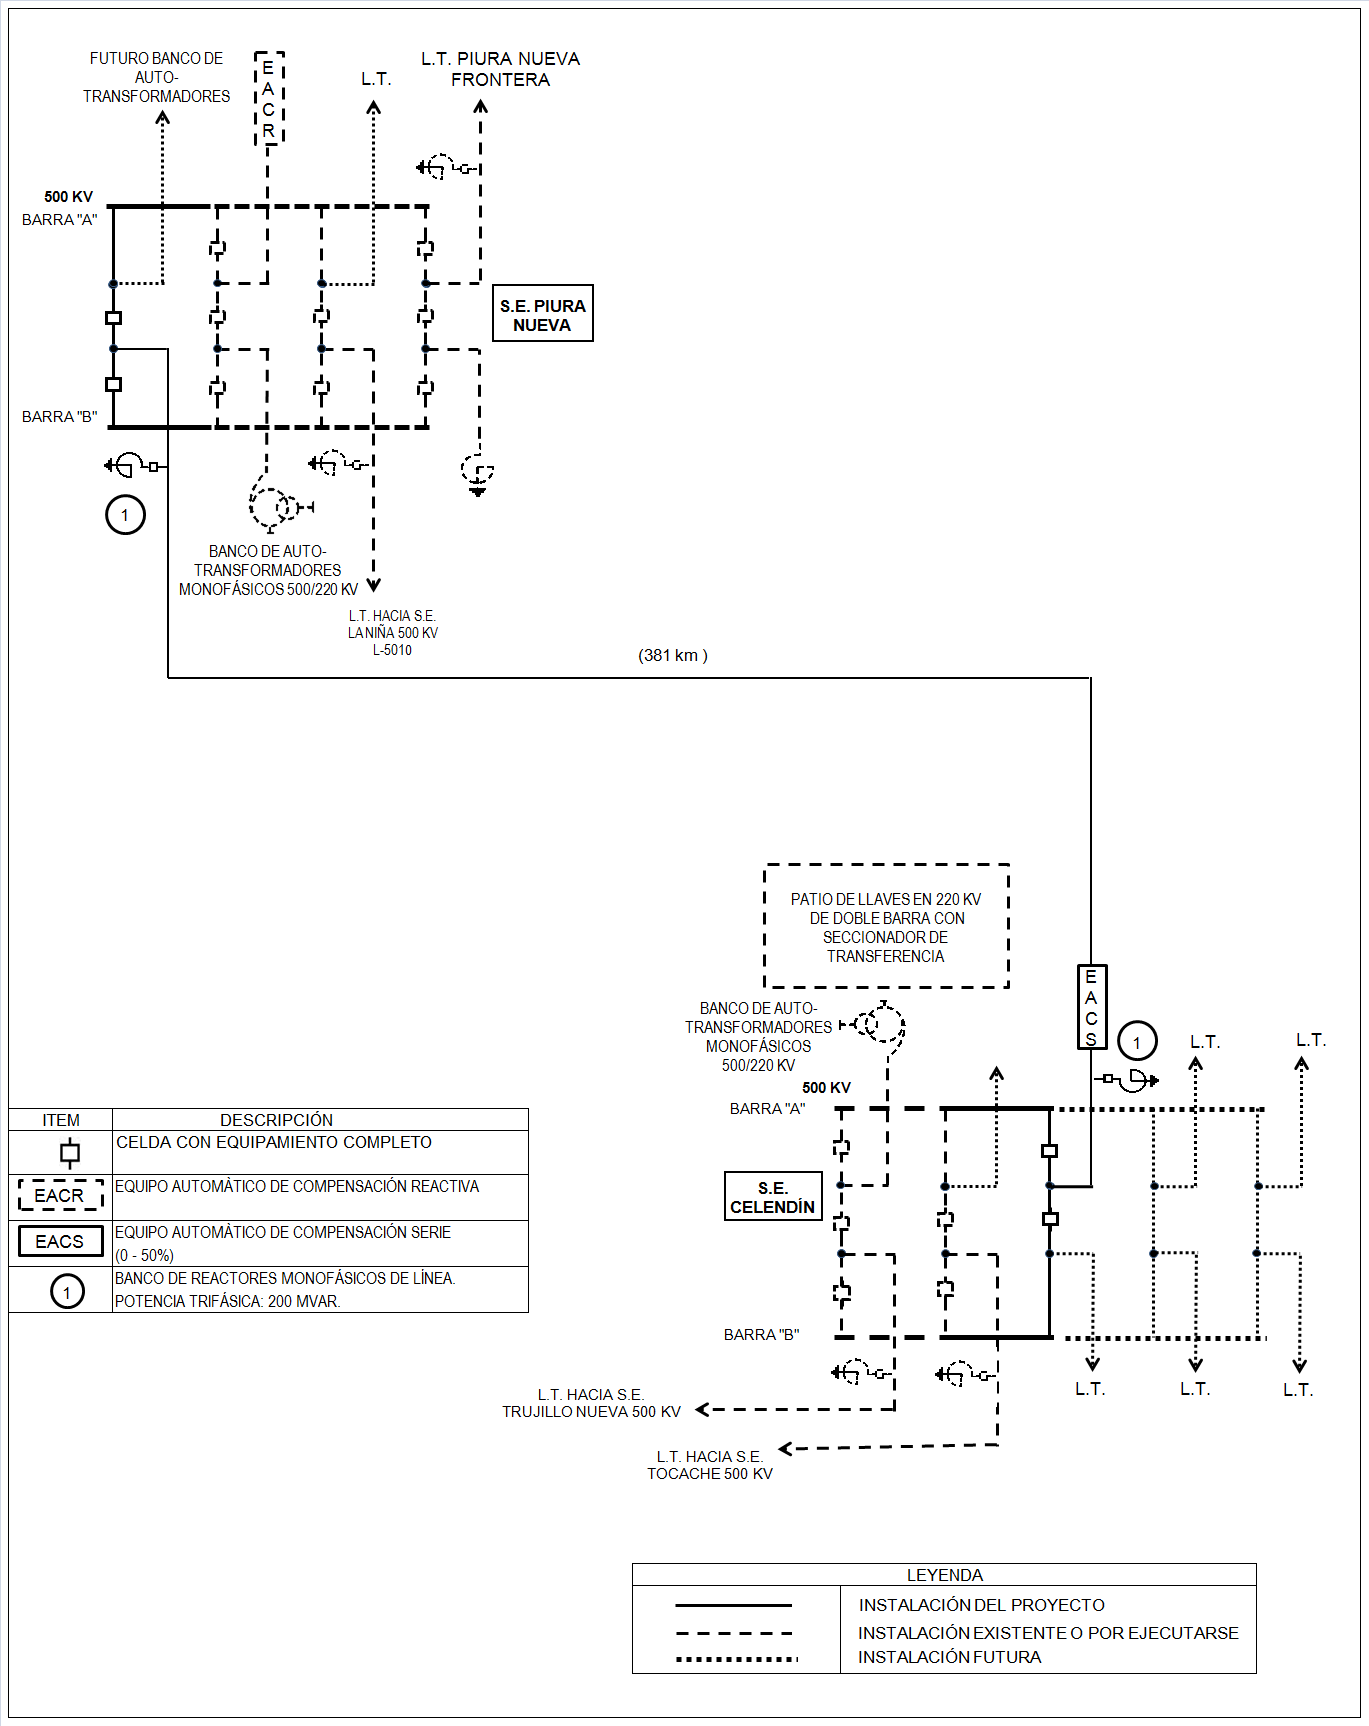 FUTURO BANCO DE
AUTO-
TRANSFORMADORES
E
A
C
R
L.T.
L.T. PIURA NUEVA
FRONTERA
500 KV
BARRA "A"
S.E. PIURA
NUEVA
BARRA "B"
1
BANCO DE AUTO-
TRANSFORMADORES
MONOFÁSICOS 500/220 KV
L.T. HACIA S.E.
LA NIÑA 500 KV
L-5010
(381 km )
PATIO DE LLAVES EN 220 KV
DE DOBLE BARRA CON
SECCIONADOR DE
TRANSFERENCIA
E
A
C
S
1
BANCO DE AUTO-
TRANSFORMADORES
MONOFÁSICOS
500/220 KV
L.T.
L.T.
500 KV
BARRA "A"
S.E.
CELENDÍN
BARRA "B"
L.T.
L.T.
L.T.
L.T. HACIA S.E.
TRUJILLO NUEVA 500 KV
L.T. HACIA S.E.
TOCACHE 500 KV
ITEM DESCRIPCIÓN
CELDA CON EQUIPAMIENTO COMPLETO
EACR EQUIPO AUTOMÀTICO DE COMPENSACIÓN REACTIVA
EACS EQUIPO AUTOMÀTICO DE COMPENSACIÓN SERIE
(0 - 50%)
1 BANCO DE REACTORES MONOFÁSICOS DE LÍNEA.
POTENCIA TRIFÁSICA: 200 MVAR.
LEYENDA
INSTALACIÓN DEL PROYECTO
INSTALACIÓN EXISTENTE O POR EJECUTARSE
INSTALACIÓN FUTURA